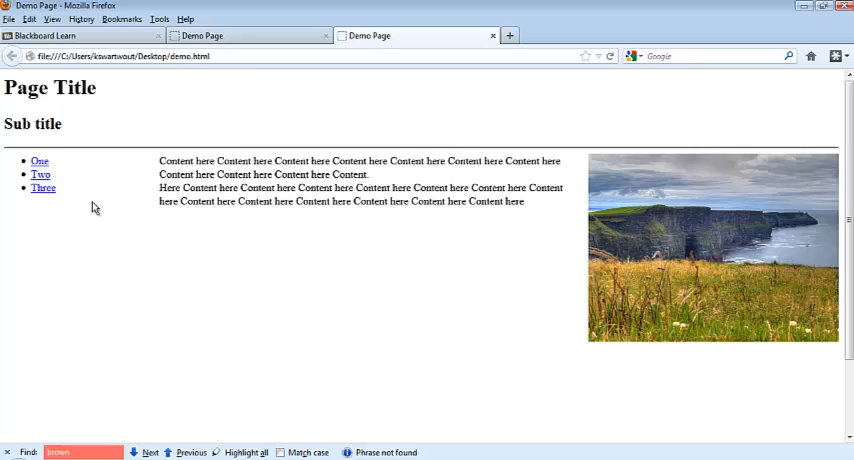 Demo Page - Mozilla Firefox
File Edit View History Bookmarks Tools Help
Blackboard Learn × Demo Page × Demo Page × +
file:///C:/Users/kswartwout/Desktop/demo.html Google
Page Title
Sub title
One
Two
Three
Content here Content here Content here Content here Content here Content here Content here
Content here Content here Content here Content.
Here Content here Content here Content here Content here Content here Content here Content
here Content here Content here Content here Content here Content here Content here
× Find: brown Next Previous Highlight all Match case Phrase not found